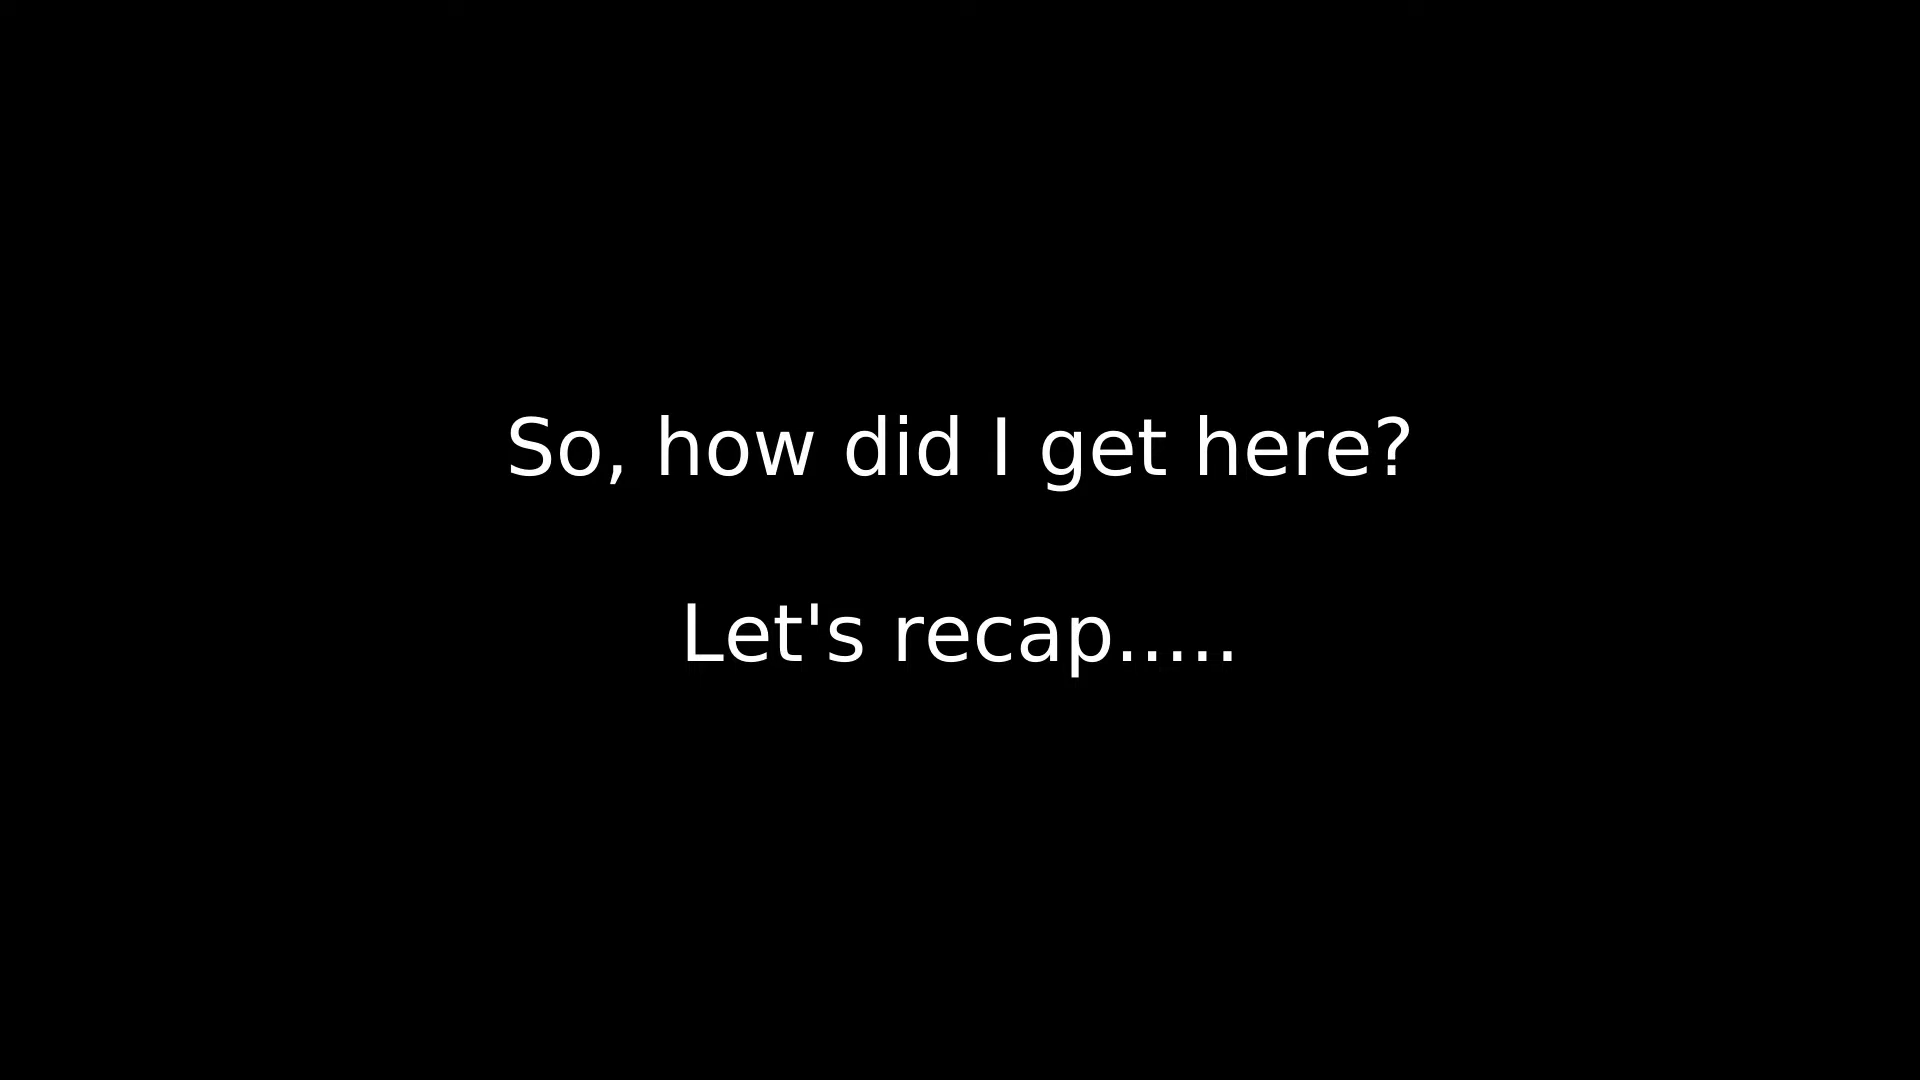 So, how did I get here?
Let's recap.....